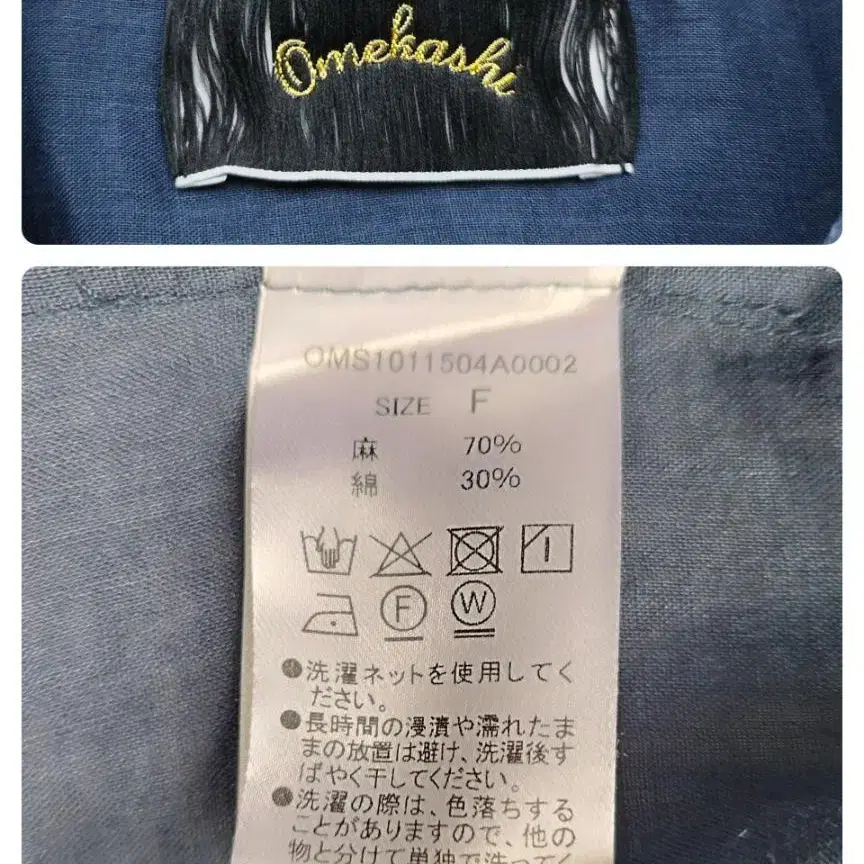 Omekashi
OMS1011504A0002
SIZE F
麻 70%
綿 30%
F W
●洗濯ネットを使用してく
ださい。
●長時間の浸漬や濡れたま
まの放置は避け、洗濯後す
ばやく干してください。
●洗濯の際は、色落ちする
ことがありますので、他の
物と分けて単独で洗ってく